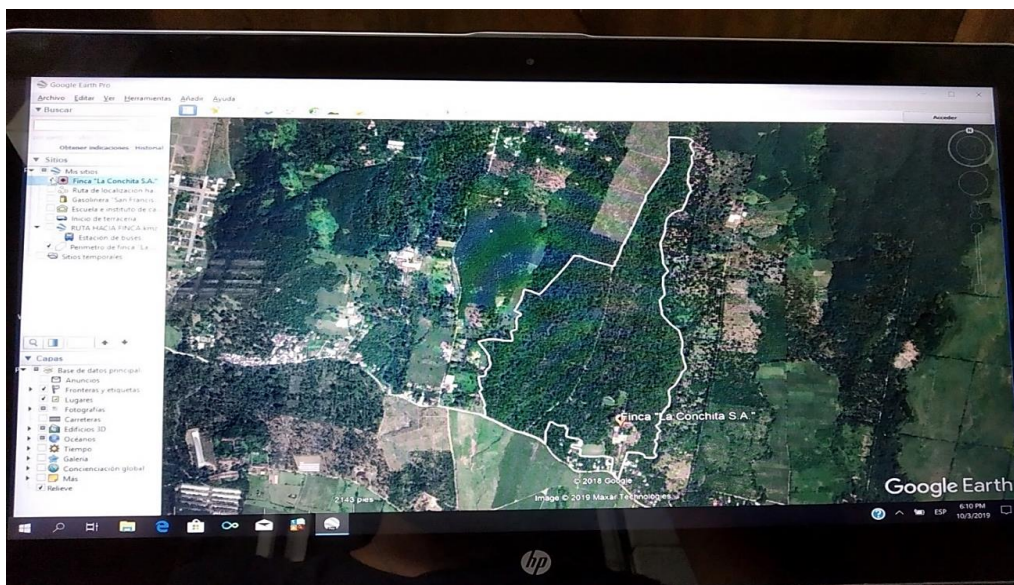 Google Earth Pro
Archivo Editar Ver Herramientas Añadir Ayuda
Buscar
Acceder
Obtener indicaciones Historial
Sitios
Mis sitios
Finca "La Conchita S.A."
Ruta de localización ha
Gasolinera "San Francis
Escuela e instituto de ca
Inicio de terracería
RUTA HACIA FINCA
Estación de buses
Perímetro de finca "La
Sitios temporales
Capas
Base de datos principal
Anuncios
Fronteras y etiquetas
Lugares
Fotografías
Carreteras
Edificios 3D
Océanos
Tiempo
Galería
Concienciación global
Más
Relieve
N
Finca "La Conchita S.A."
© 2018 Google
Image © 2019 Maxar Technologies
2143 pies
Google Earth
ESP
6:10 PM
10/3/2019
hp